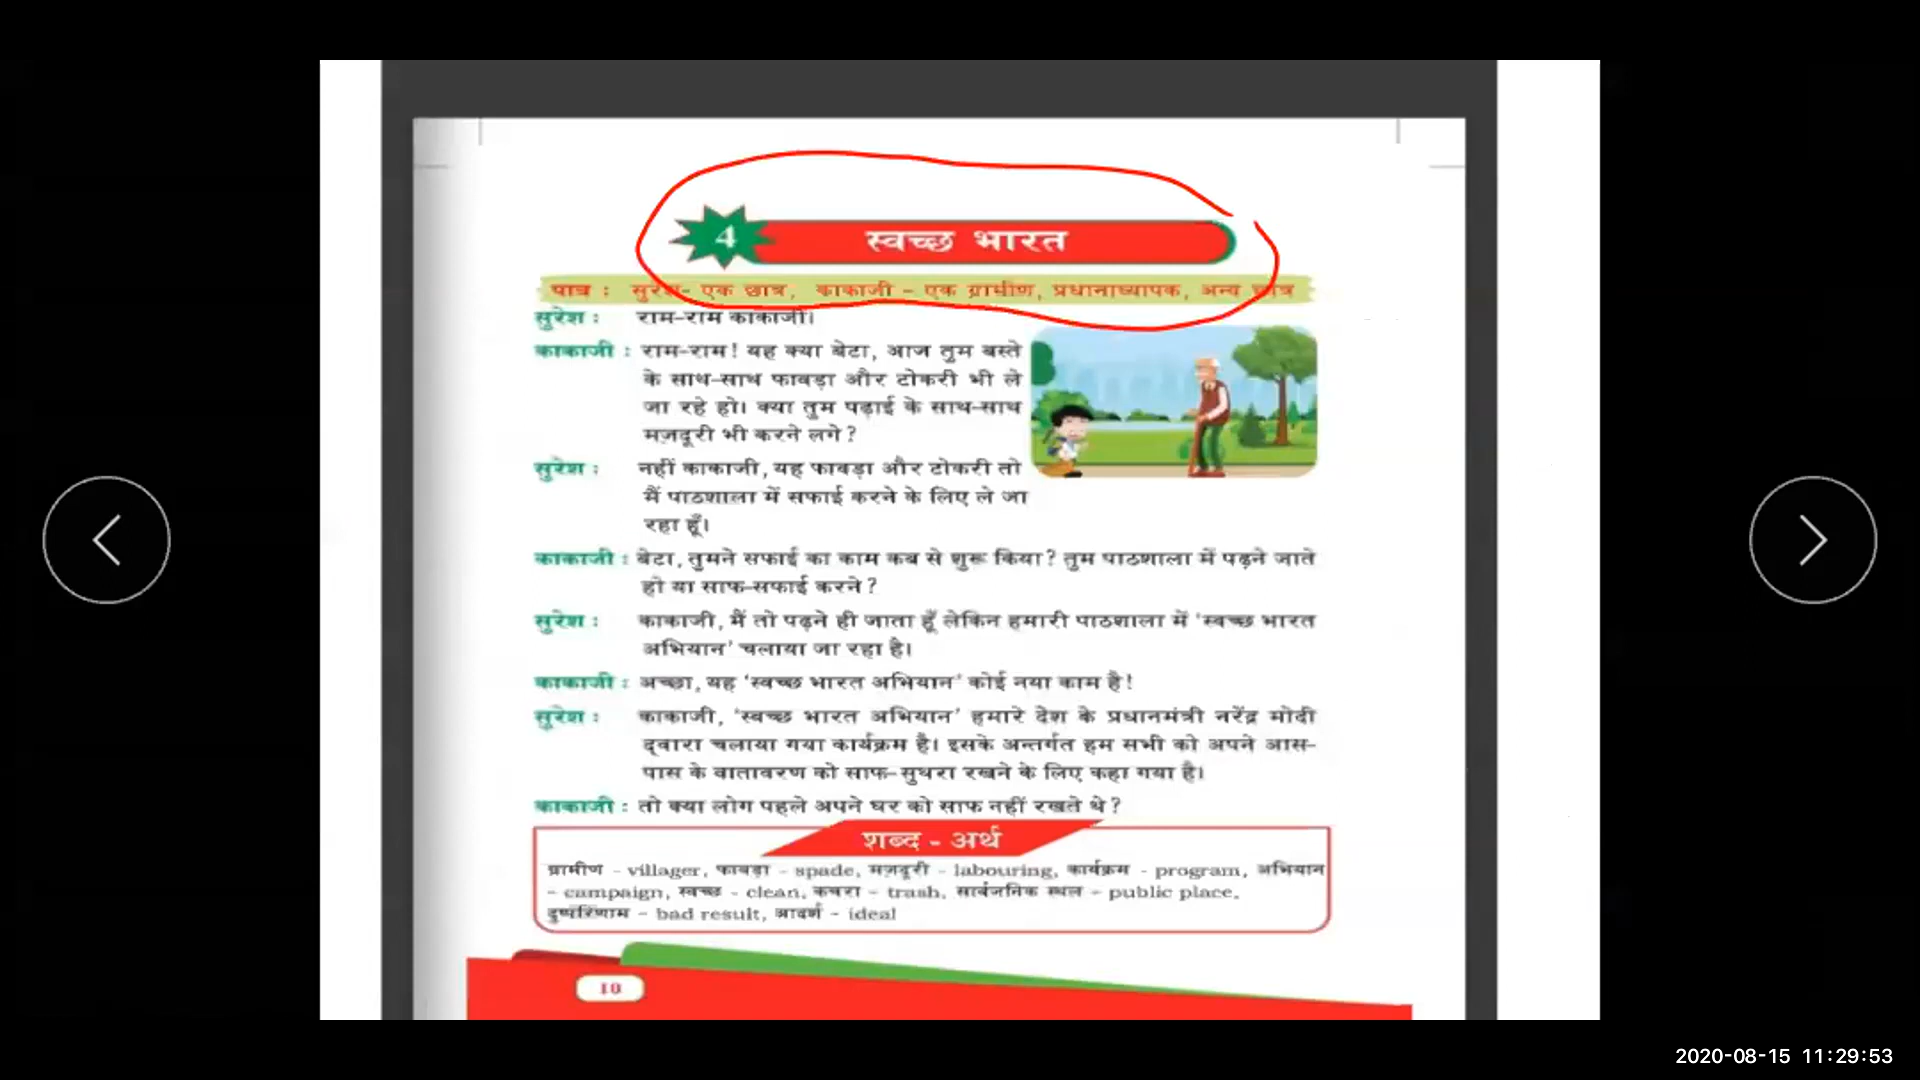 4 स्वच्छ भारत
पात्र : सुरेश- एक छात्र, काकाजी - एक ग्रामीण, प्रधानाध्यापक, अन्य छात्र
सुरेश : राम-राम काकाजी।
काकाजी : राम-राम! यह क्या बेटा, आज तुम बस्ते
के साथ-साथ फावड़ा और टोकरी भी ले
जा रहे हो। क्या तुम पढ़ाई के साथ-साथ
मज़दूरी भी करने लगे?
सुरेश : नहीं काकाजी, यह फावड़ा और टोकरी तो
मैं पाठशाला में सफाई करने के लिए ले जा
रहा हूँ।
काकाजी : बेटा, तुमने सफाई का काम कब से शुरू किया? तुम पाठशाला में पढ़ने जाते
हो या साफ-सफाई करने?
सुरेश : काकाजी, मैं तो पढ़ने ही जाता हूँ लेकिन हमारी पाठशाला में ‘स्वच्छ भारत
अभियान’ चलाया जा रहा है।
काकाजी : अच्छा, यह ‘स्वच्छ भारत अभियान’ कोई नया काम है!
सुरेश : काकाजी, ‘स्वच्छ भारत अभियान’ हमारे देश के प्रधानमंत्री नरेंद्र मोदी
द्वारा चलाया गया कार्यक्रम है। इसके अन्तर्गत हम सभी को अपने आस-
पास के वातावरण को साफ-सुथरा रखने के लिए कहा गया है।
काकाजी : तो क्या लोग पहले अपने घर को साफ नहीं रखते थे?
शब्द - अर्थ
ग्रामीण - villager, फावड़ा - spade, मज़दूरी - labouring, कार्यक्रम - program, अभियान
- campaign, स्वच्छ - clean, कचरा - trash, सार्वजनिक स्थल - public place,
दुष्परिणाम - bad result, आदर्श - ideal
10
2020-08-15 11:29:53